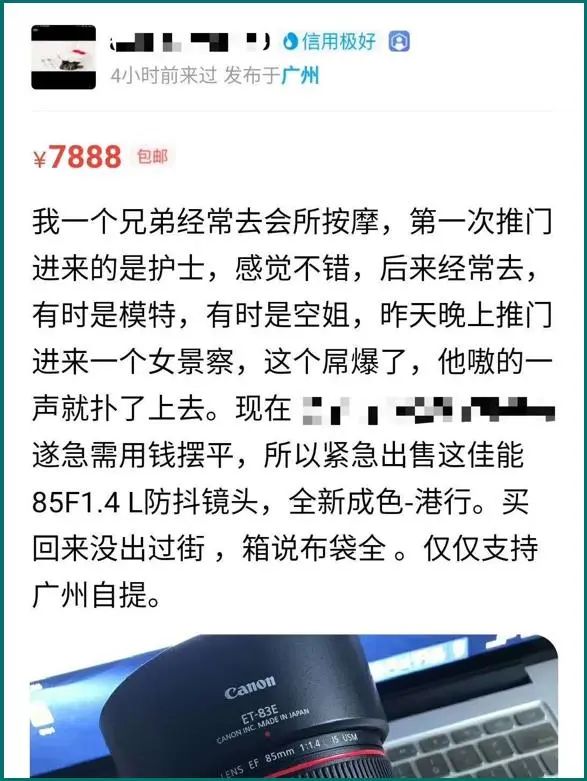 信用极好
4小时前来过 发布于广州
¥7888 包邮
我一个兄弟经常去会所按摩，第一次推门
进来的是护士，感觉不错，后来经常去，
有时是模特，有时是空姐，昨天晚上推门
进来一个女景察，这个屌爆了，他嗷的一
声就扑了上去。现在
遂急需用钱摆平，所以紧急出售这佳能
85F1.4 L防抖镜头，全新成色-港行。买
回来没出过街 ，箱说布袋全 。仅仅支持
广州自提。
Canon
ET-83E
CANON INC. MADE IN JAPAN
LENS EF 85mm 1:1.4 L IS USM